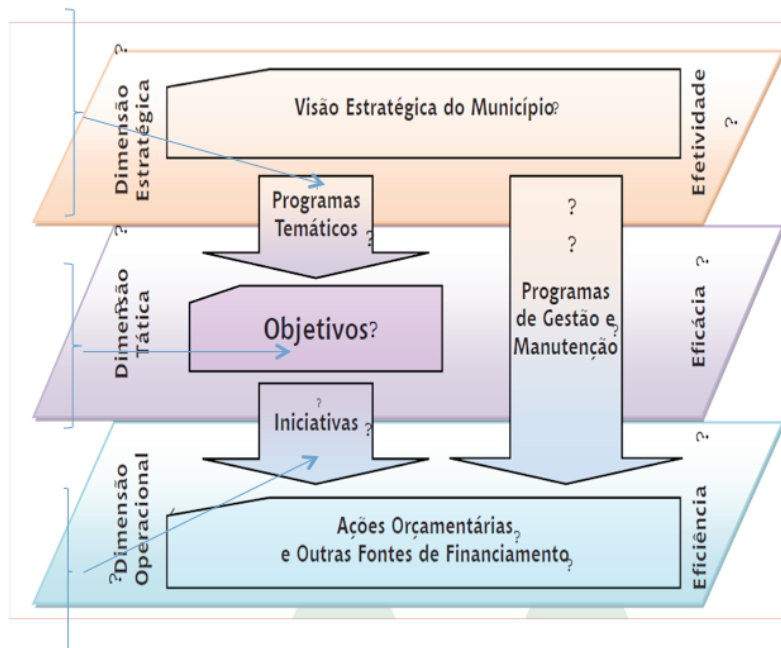 ?
Dimensão
Estratégica
Visão Estratégica do Município?
Efetividade
?
Programas
Temáticos ?
?
?
?
Dimensão
?
Tática
Objetivos?
Programas
de Gestão e
Manutenção
?
Eficácia
?
?
Iniciativas ?
?
Dimensão
Operacional
?
Ações Orçamentárias?
e Outras Fontes de Financiamento?
Eficiência